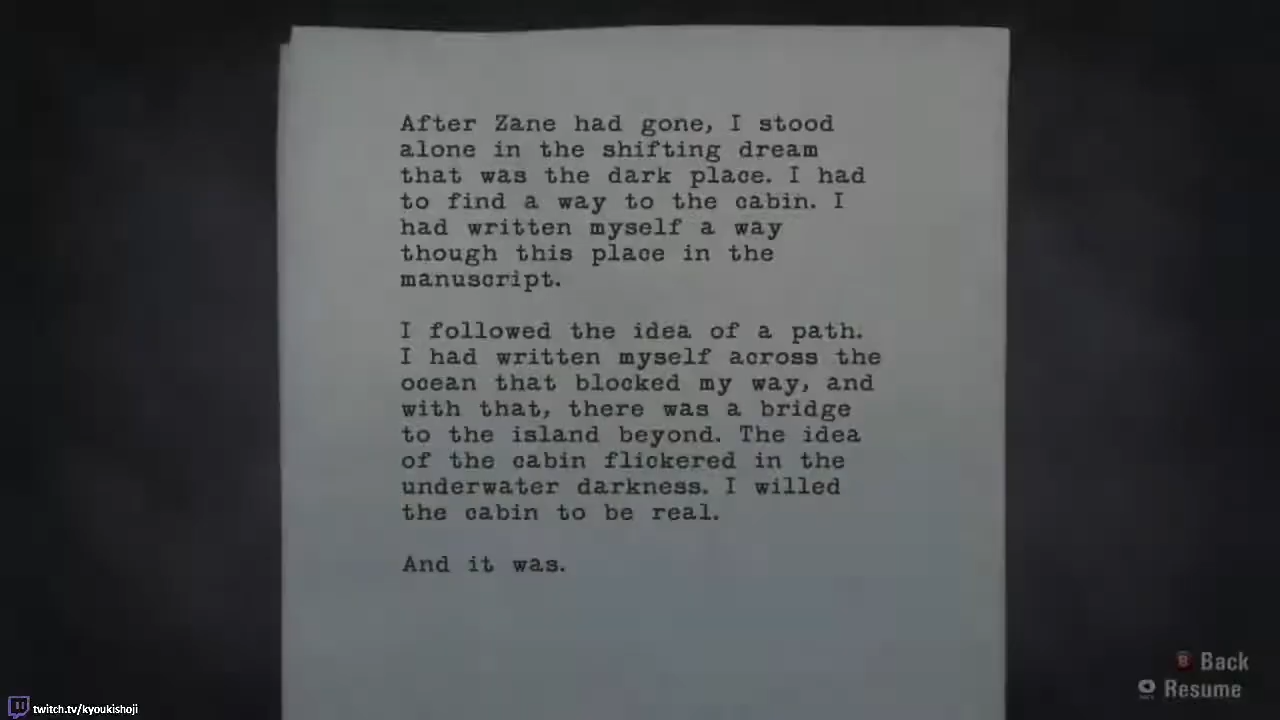 After Zane had gone, I stood
alone in the shifting dream
that was the dark place. I had
to find a way to the cabin. I
had written myself a way
though this place in the
manuscript.
I followed the idea of a path.
I had written myself across the
ocean that blocked my way, and
with that, there was a bridge
to the island beyond. The idea
of the cabin flickered in the
underwater darkness. I willed
the cabin to be real.
And it was.
B Back
Resume
twitch.tv/kyoukishoji